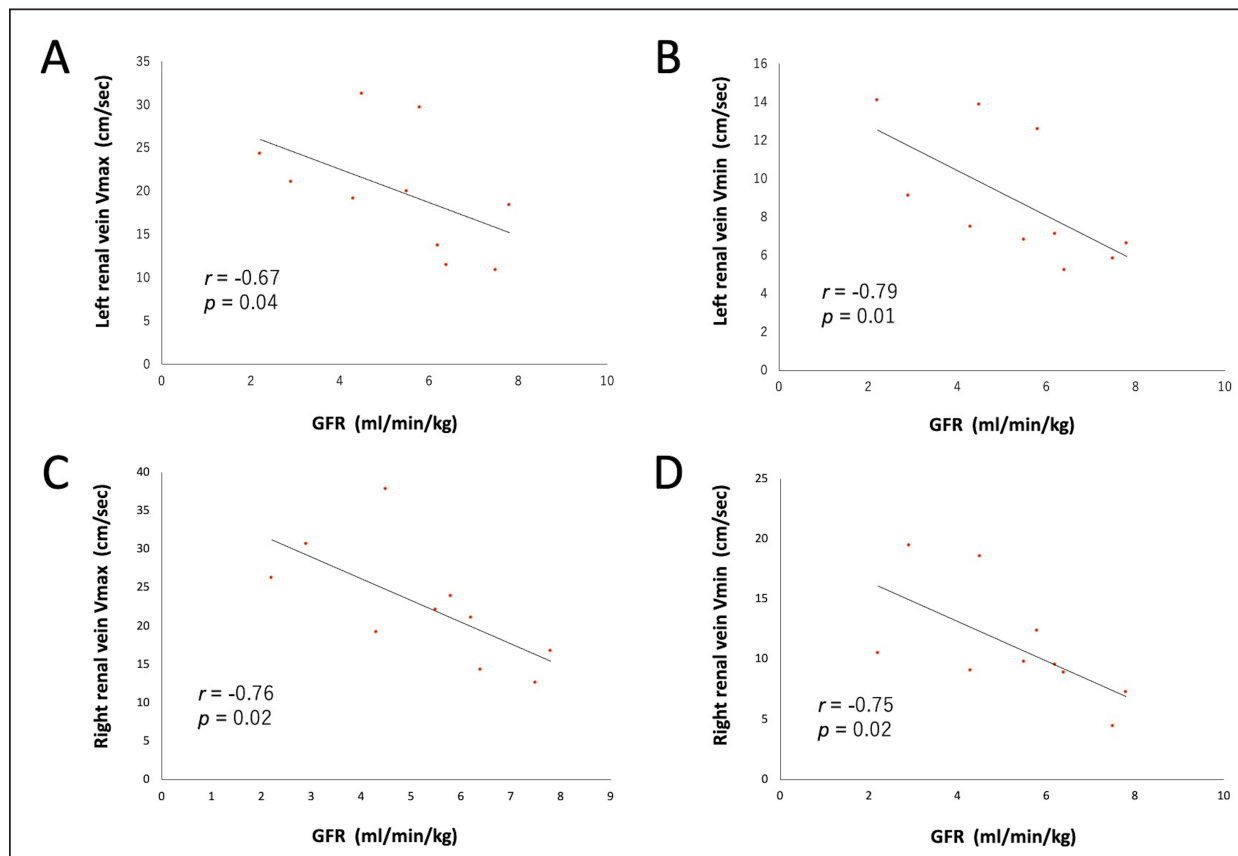 A
Left renal vein Vmax (cm/sec)
35
30
25
20
15
10
5
0
r = -0.67
p = 0.04
0 2 4 6 8 10
GFR (ml/min/kg)
B
Left renal vein Vmin (cm/sec)
16
14
12
10
8
6
4
2
0
r = -0.79
p = 0.01
0 2 4 6 8 10
GFR (ml/min/kg)
C
Right renal vein Vmax (cm/sec)
40
35
30
25
20
15
10
5
0
r = -0.76
p = 0.02
0 1 2 3 4 5 6 7 8 9
GFR (ml/min/kg)
D
Right renal vein Vmin (cm/sec)
25
20
15
10
5
0
r = -0.75
p = 0.02
0 2 4 6 8 10
GFR (ml/min/kg)